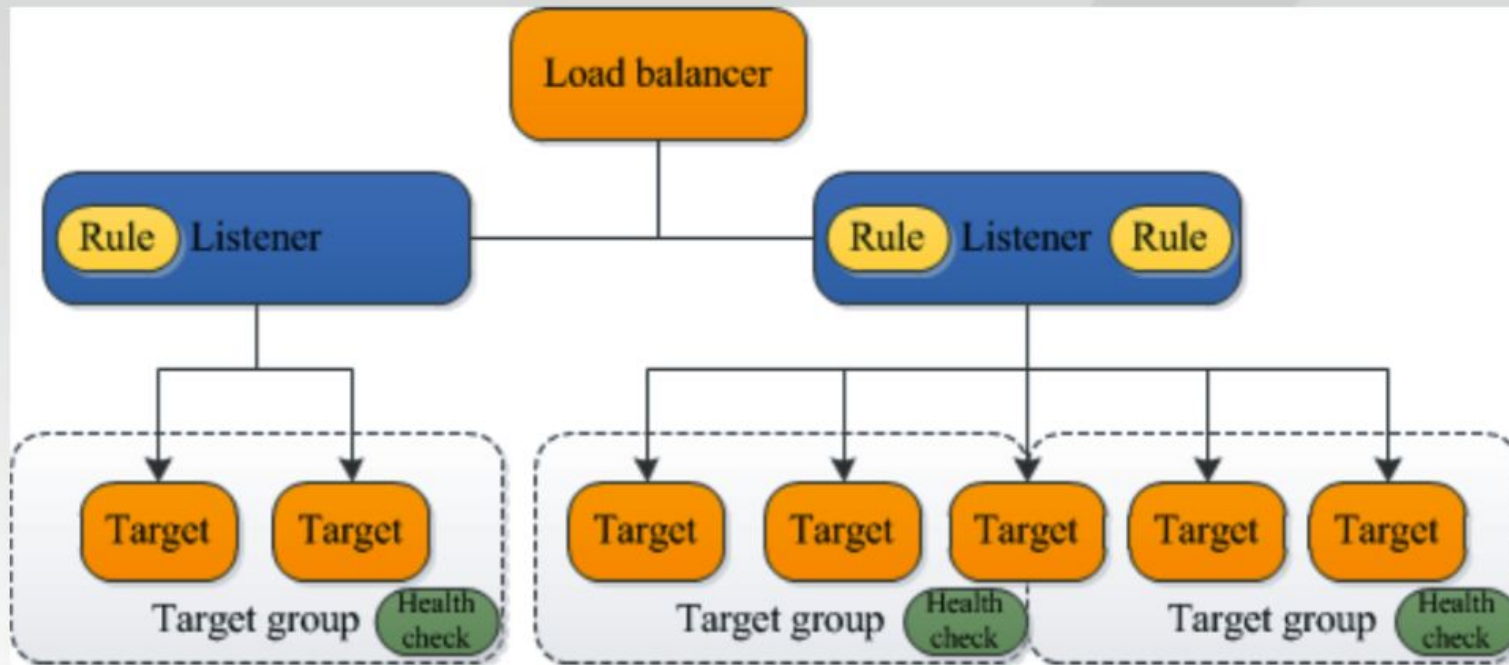 Load balancer
Rule Listener
Rule Listener Rule
Target Target
Target Target Target Target Target
Target group Health check
Target group Health check
Target group Health check